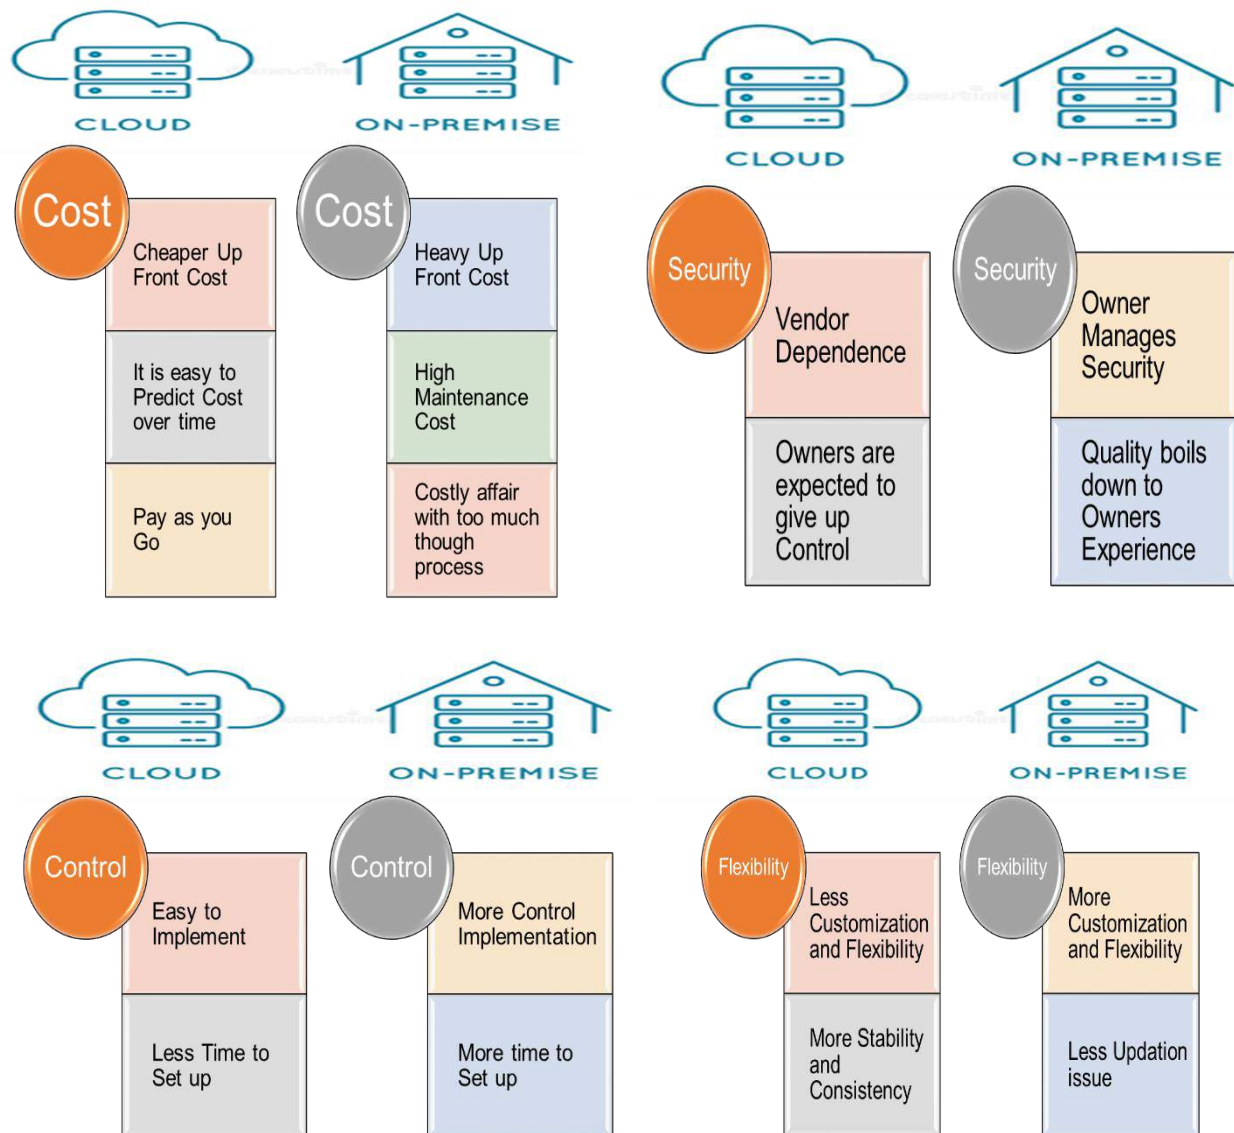 CLOUD
ON-PREMISE
Cost
Cheaper Up
Front Cost
It is easy to
Predict Cost
over time
Pay as you
Go
Cost
Heavy Up
Front Cost
High
Maintenance
Cost
Costly affair
with too much
though
process
CLOUD
ON-PREMISE
Security
Vendor
Dependence
Owners are
expected to
give up
Control
Security
Owner
Manages
Security
Quality boils
down to
Owners
Experience
CLOUD
ON-PREMISE
Control
Easy to
Implement
Less Time to
Set up
Control
More Control
Implementation
More time to
Set up
CLOUD
ON-PREMISE
Flexibility
Less
Customization
and Flexibility
More Stability
and
Consistency
Flexibility
More
Customization
and Flexibility
Less Updation
issue